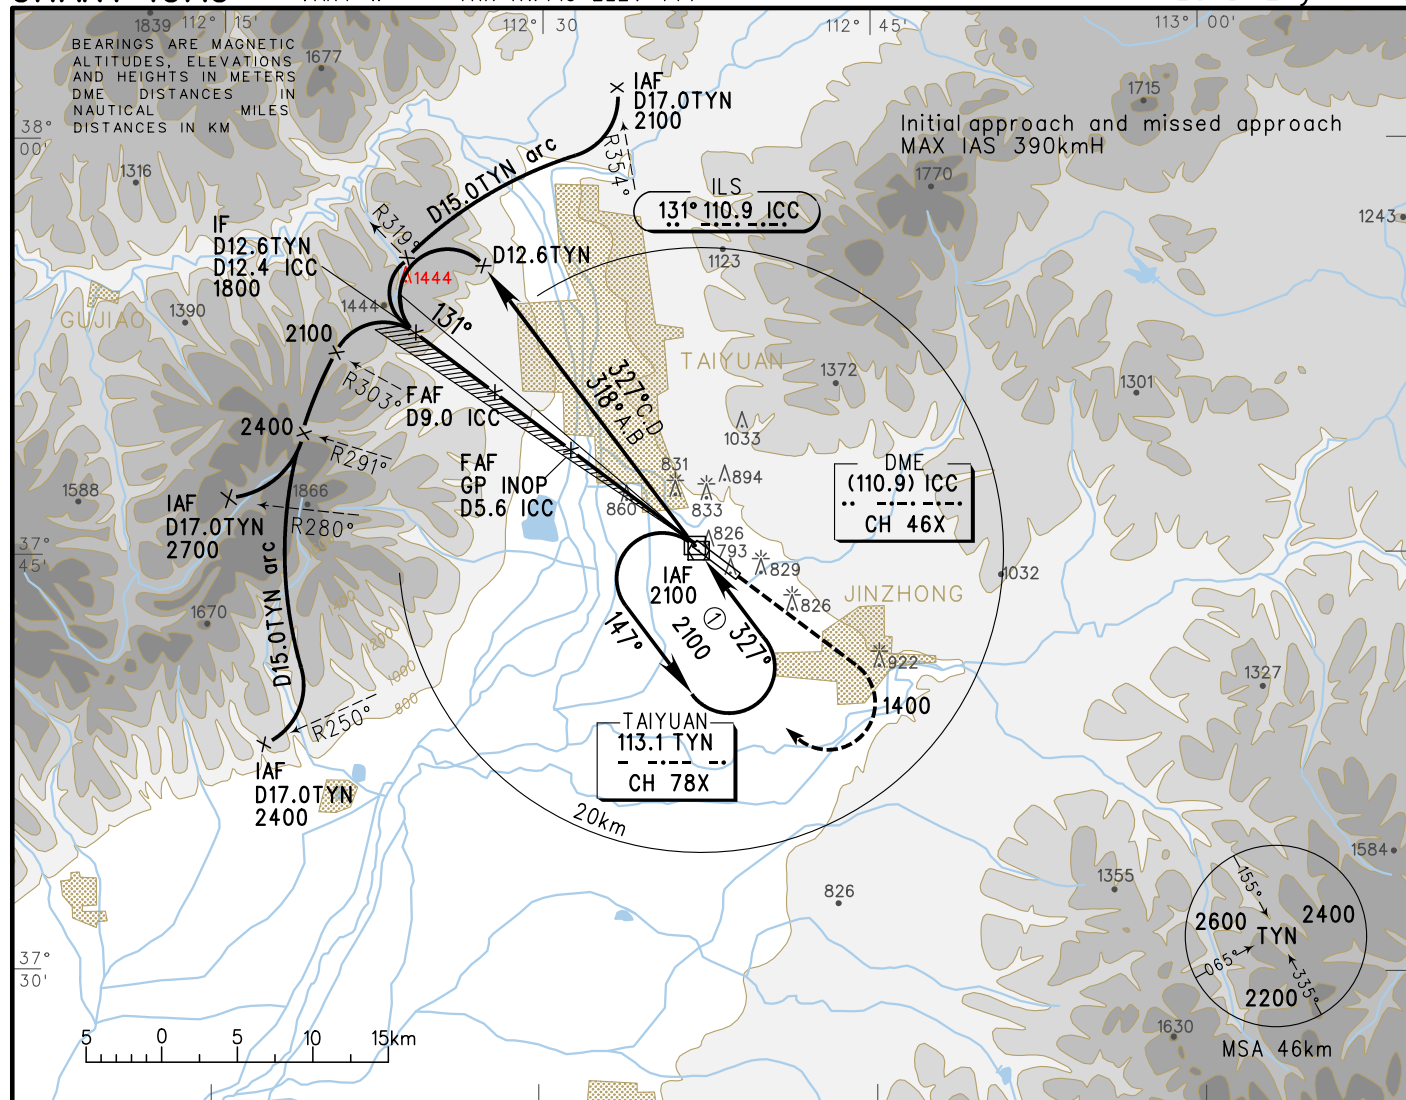 112° 15'
112° 30'
112° 45'
113° 00'
1839
BEARINGS ARE MAGNETIC
ALTITUDES, ELEVATIONS
AND HEIGHTS IN METERS
DME DISTANCES IN
NAUTICAL MILES
DISTANCES IN KM
1677
IAF
D17.0TYN
2100
1715
Initial approach and missed approach
MAX IAS 390kmH
38°
00'
R354°
D15.0TYN arc
1316
1770
ILS
131° 110.9 ICC
1243
R319°
IF
D12.6TYN
D12.4 ICC
1800
D12.6TYN
1123
1444
1444
GUJIAO
1390
131°
2100
TAIYUAN
R303°
327°C.D
318°A.B
1372
1301
FAF
D9.0 ICC
2400
1033
R291°
FAF
GP INOP
D5.6 ICC
831
894
DME
(110.9) ICC
CH 46X
1588
1866
860
833
IAF
D17.0TYN
2700
R280°
826
793
37°
45'
829
1032
IAF
2100
JINZHONG
826
D15.0TYN arc
1400
1200
1000
800
1670
1
2100
147°
327°
922
1327
R250°
1400
TAIYUAN
113.1 TYN
CH 78X
IAF
D17.0TYN
2400
20km
1584
1355
826
155°
2600
2400
TYN
065°
335°
2200
37°
30'
1630
MSA 46km
5 0 5 10 15km